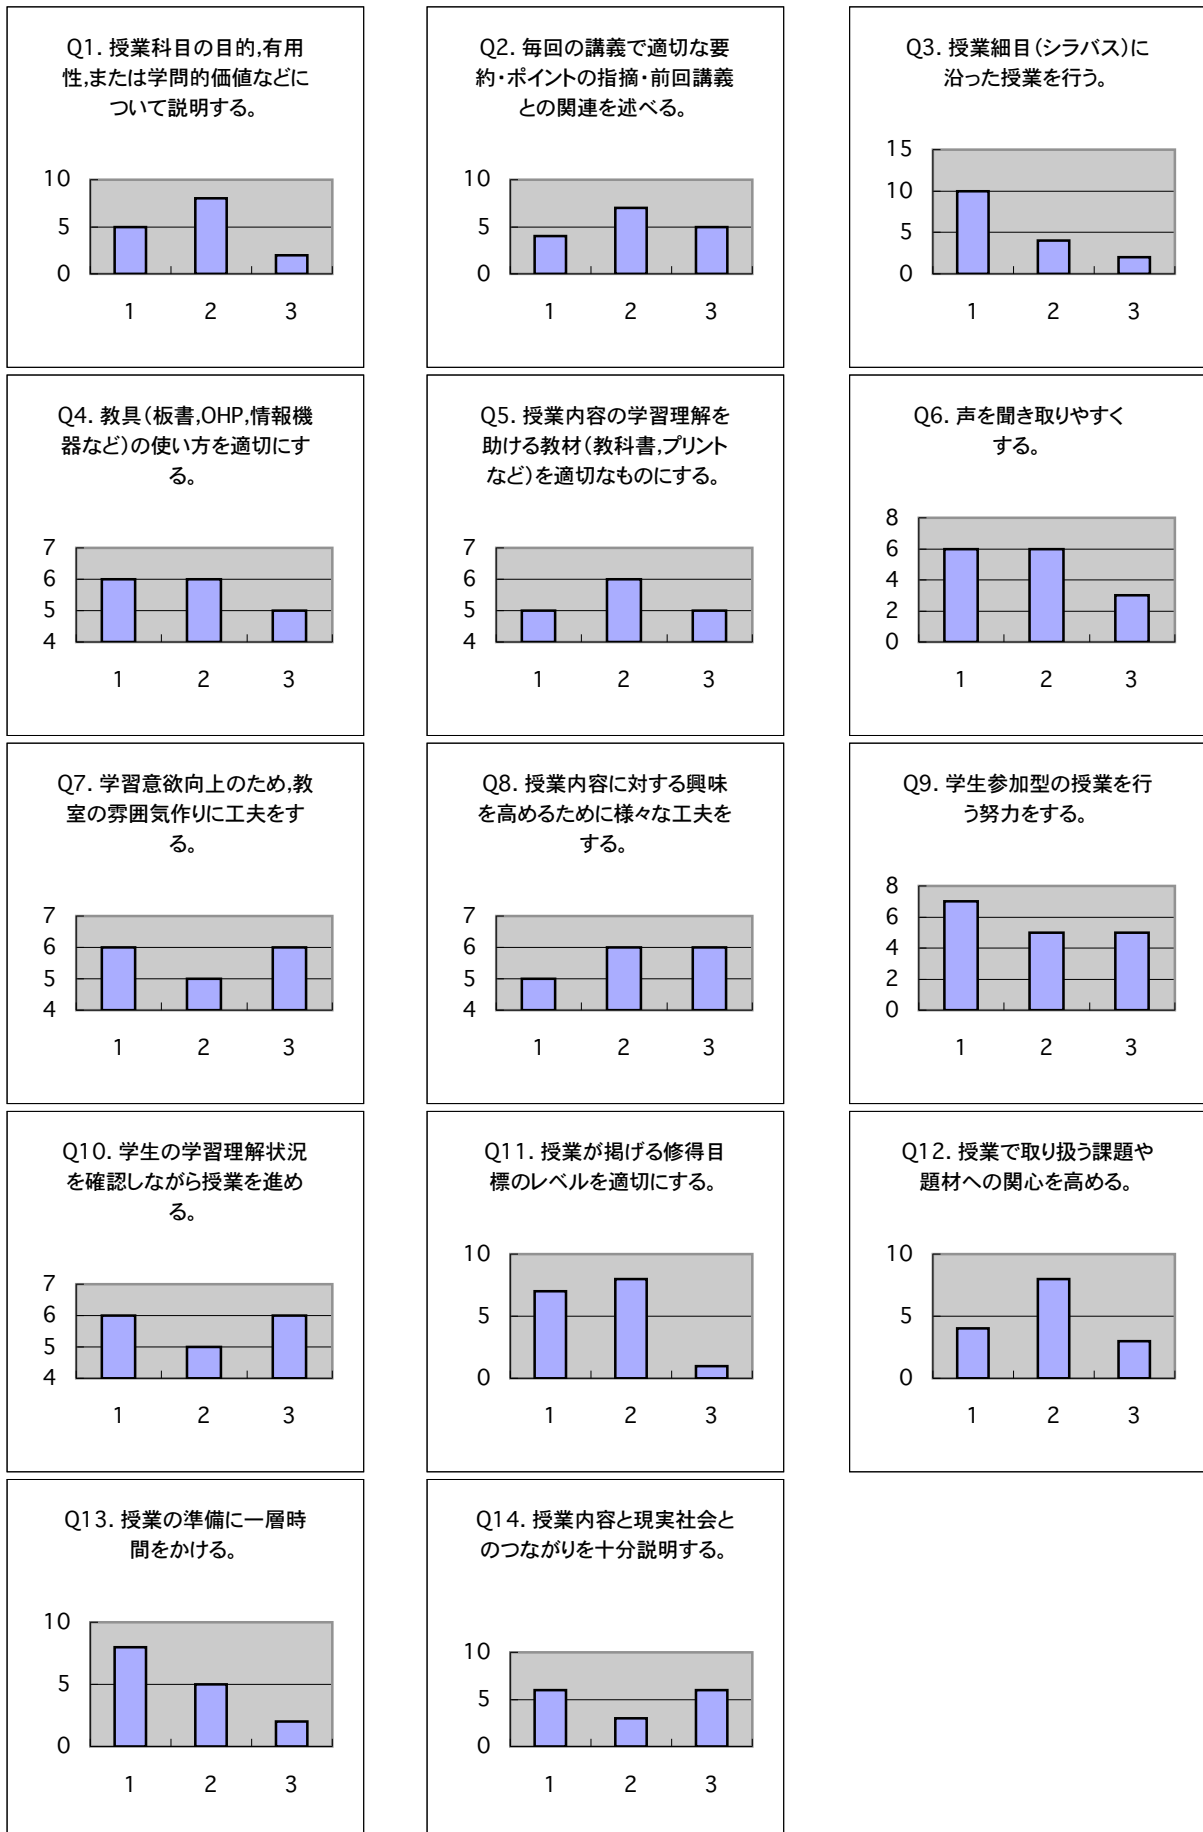 Q1. 授業科目の目的,有用
性,または学問的価値などに
ついて説明する。
10
5
0
1 2 3
Q2. 毎回の講義で適切な要
約・ポイントの指摘・前回講義
との関連を述べる。
10
5
0
1 2 3
Q3. 授業細目(シラバス)に
沿った授業を行う。
15
10
5
0
1 2 3
Q4. 教具(板書,OHP,情報機
器など)の使い方を適切にす
る。
7
6
5
4
1 2 3
Q5. 授業内容の学習理解を
助ける教材(教科書,プリント
など)を適切なものにする。
7
6
5
4
1 2 3
Q6. 声を聞き取りやすく
する。
8
6
4
2
0
1 2 3
Q7. 学習意欲向上のため,教
室の雰囲気作りに工夫をす
る。
7
6
5
4
1 2 3
Q8. 授業内容に対する興味
を高めるために様々な工夫を
する。
7
6
5
4
1 2 3
Q9. 学生参加型の授業を行
う努力をする。
8
6
4
2
0
1 2 3
Q10. 学生の学習理解状況
を確認しながら授業を進め
る。
7
6
5
4
1 2 3
Q11. 授業が掲げる修得目
標のレベルを適切にする。
10
5
0
1 2 3
Q12. 授業で取り扱う課題や
題材への関心を高める。
10
5
0
1 2 3
Q13. 授業の準備に一層時
間をかける。
10
5
0
1 2 3
Q14. 授業内容と現実社会と
のつながりを十分説明する。
10
5
0
1 2 3